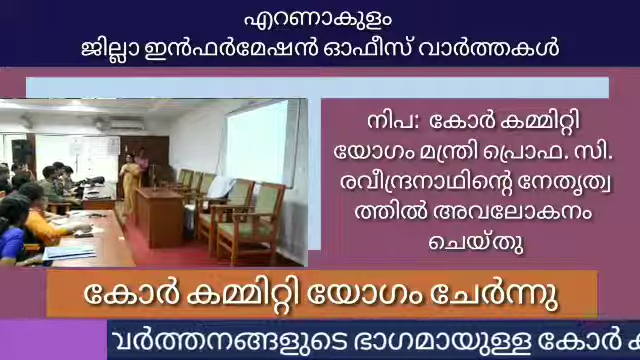 എറണാകുളം
ജില്ലാ ഇൻഫർമേഷൻ ഓഫീസ് വാർത്തകൾ
നിപ: കോർ കമ്മിറ്റി
യോഗം മന്ത്രി പ്രൊഫ. സി.
രവീന്ദ്രനാഥിന്റെ നേതൃത്വ
ത്തിൽ അവലോകനം
ചെയ്തു
കോർ കമ്മിറ്റി യോഗം ചേർന്നു
വർത്തനങ്ങളുടെ ഭാഗമായുള്ള കോർ